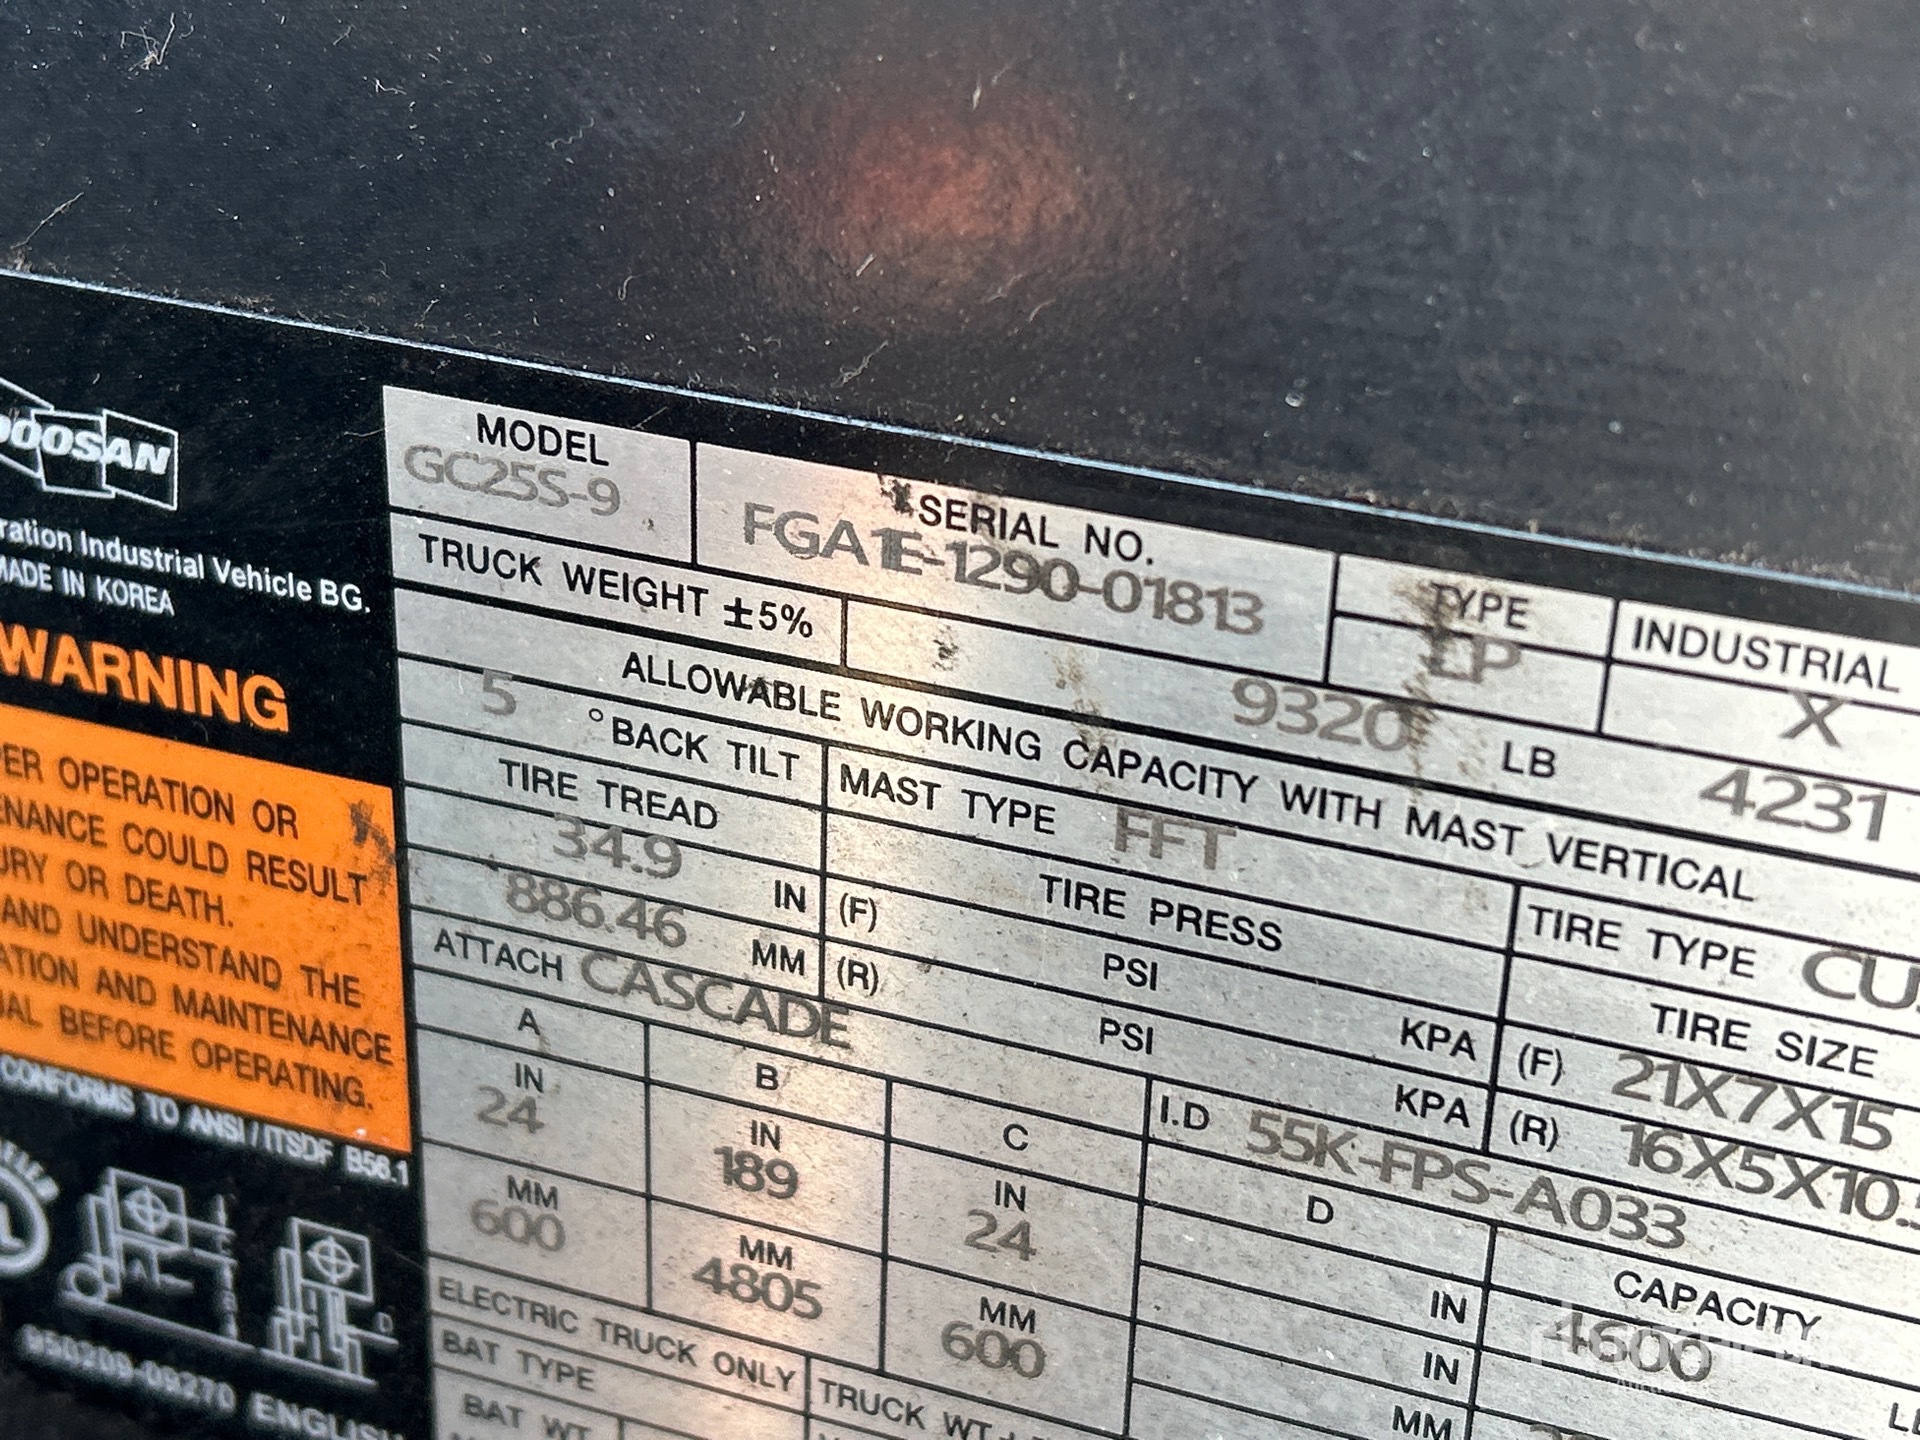 DOOSAN
ration Industrial Vehicle BG.
MADE IN KOREA
WARNING
PER OPERATION OR
ENANCE COULD RESULT
URY OR DEATH.
AND UNDERSTAND THE
ATION AND MAINTENANCE
AL BEFORE OPERATING.
CONFORMS TO ANSI / ITSDF B56.1
950209-09270 ENGLISH
MODEL
GC25S-9
SERIAL NO.
FGA1E-1290-01813
TYPE
LP
INDUSTRIAL
X
TRUCK WEIGHT ±5%
9320 LB 4231
ALLOWABLE WORKING CAPACITY WITH MAST VERTICAL
5 °BACK TILT
MAST TYPE FFT
TIRE TYPE CU
TIRE TREAD
34.9 IN
886.46 MM
TIRE PRESS
(F) PSI KPA
(R) PSI KPA
TIRE SIZE
(F) 21X7X15
(R) 16X5X10.
ATTACH CASCADE
I.D 55K-FPS-A033
A
IN
24
MM
600
B
IN
189
MM
4805
C
IN
24
MM
600
D
IN
IN
MM
CAPACITY
4600
ELECTRIC TRUCK ONLY
BAT TYPE
BAT WT
TRUCK WT